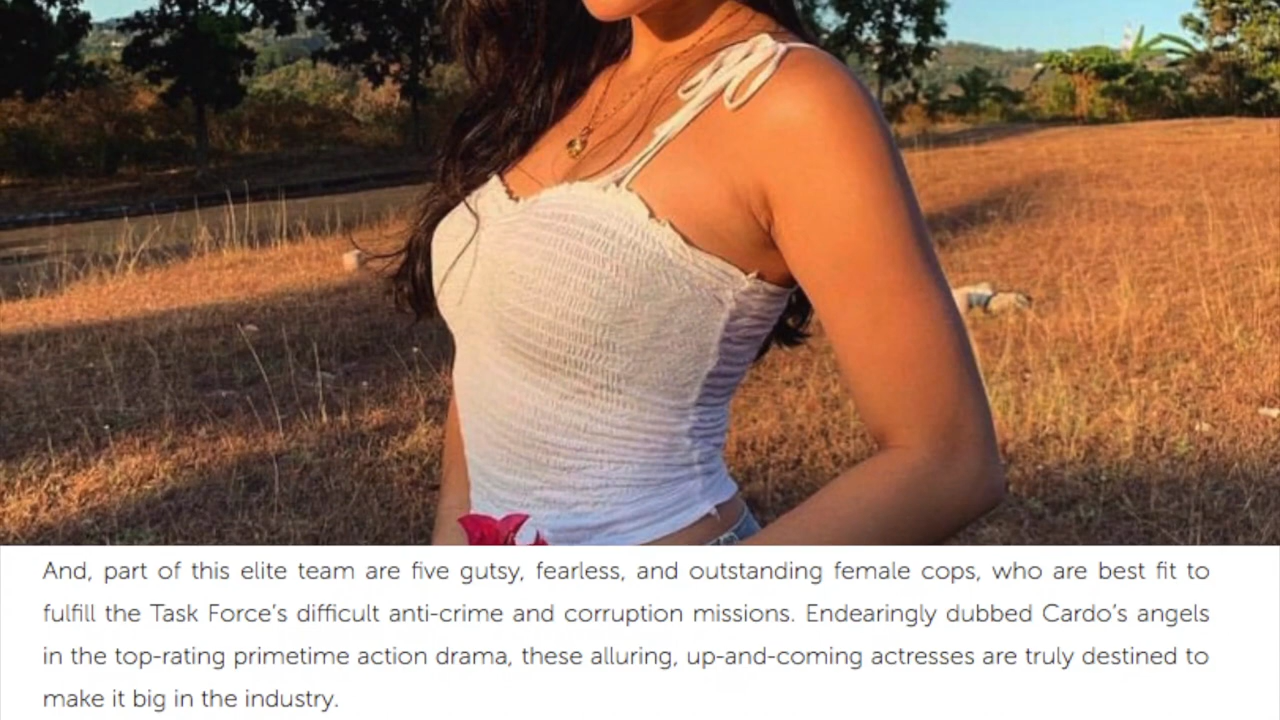 And, part of this elite team are five gutsy, fearless, and outstanding female cops, who are best fit to
fulfill the Task Force’s difficult anti-crime and corruption missions. Endearingly dubbed Cardo’s angels
in the top-rating primetime action drama, these alluring, up-and-coming actresses are truly destined to
make it big in the industry.